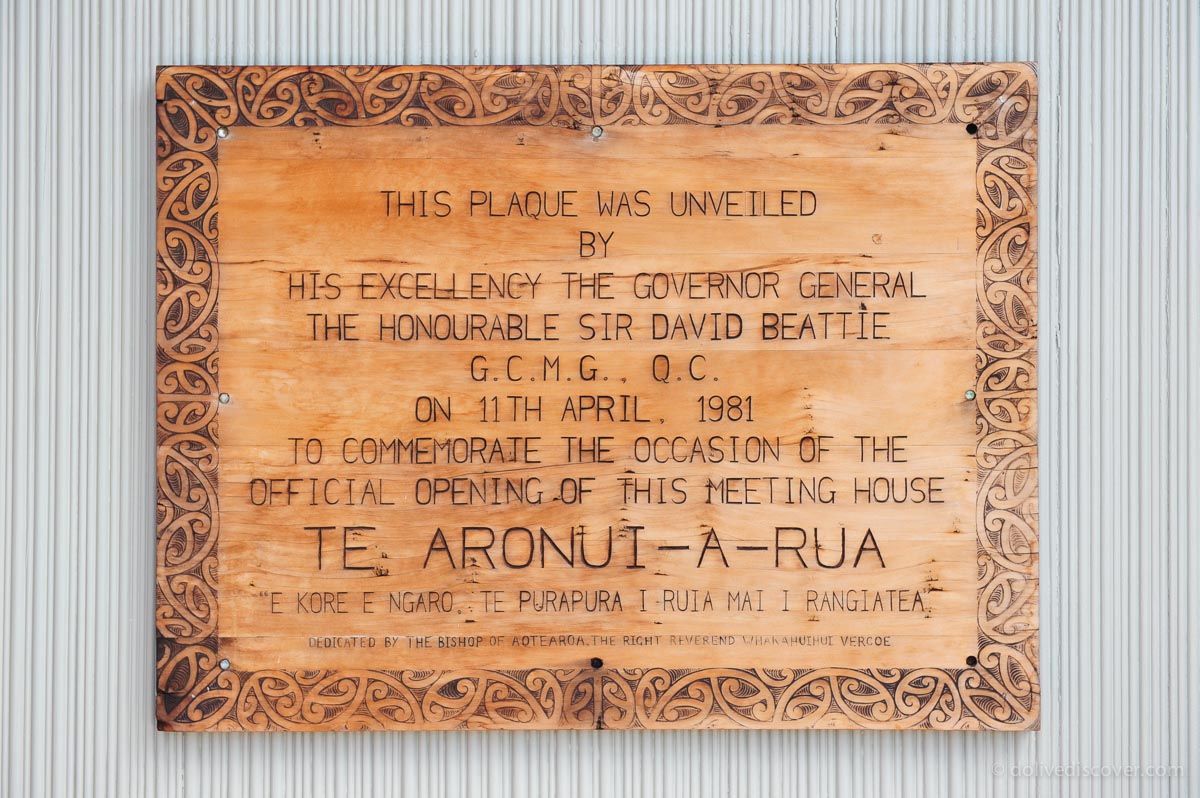 THIS PLAQUE WAS UNVEILED
BY
HIS EXCELLENCY THE GOVERNOR GENERAL
THE HONOURABLE SIR DAVID BEATTIE
G.C.M.G., Q.C.
ON 11TH APRIL, 1981
TO COMMEMORATE THE OCCASION OF THE
OFFICIAL OPENING OF THIS MEETING HOUSE
TE ARONUI-A-RUA
"E KORE E NGARO. TE PURAPURA I RUIA MAI I RANGIATEA"
DEDICATED BY THE BISHOP OF AOTEAROA, THE RIGHT REVEREND WHAKAHUIHUI VERCOE
© dolivediscover.com